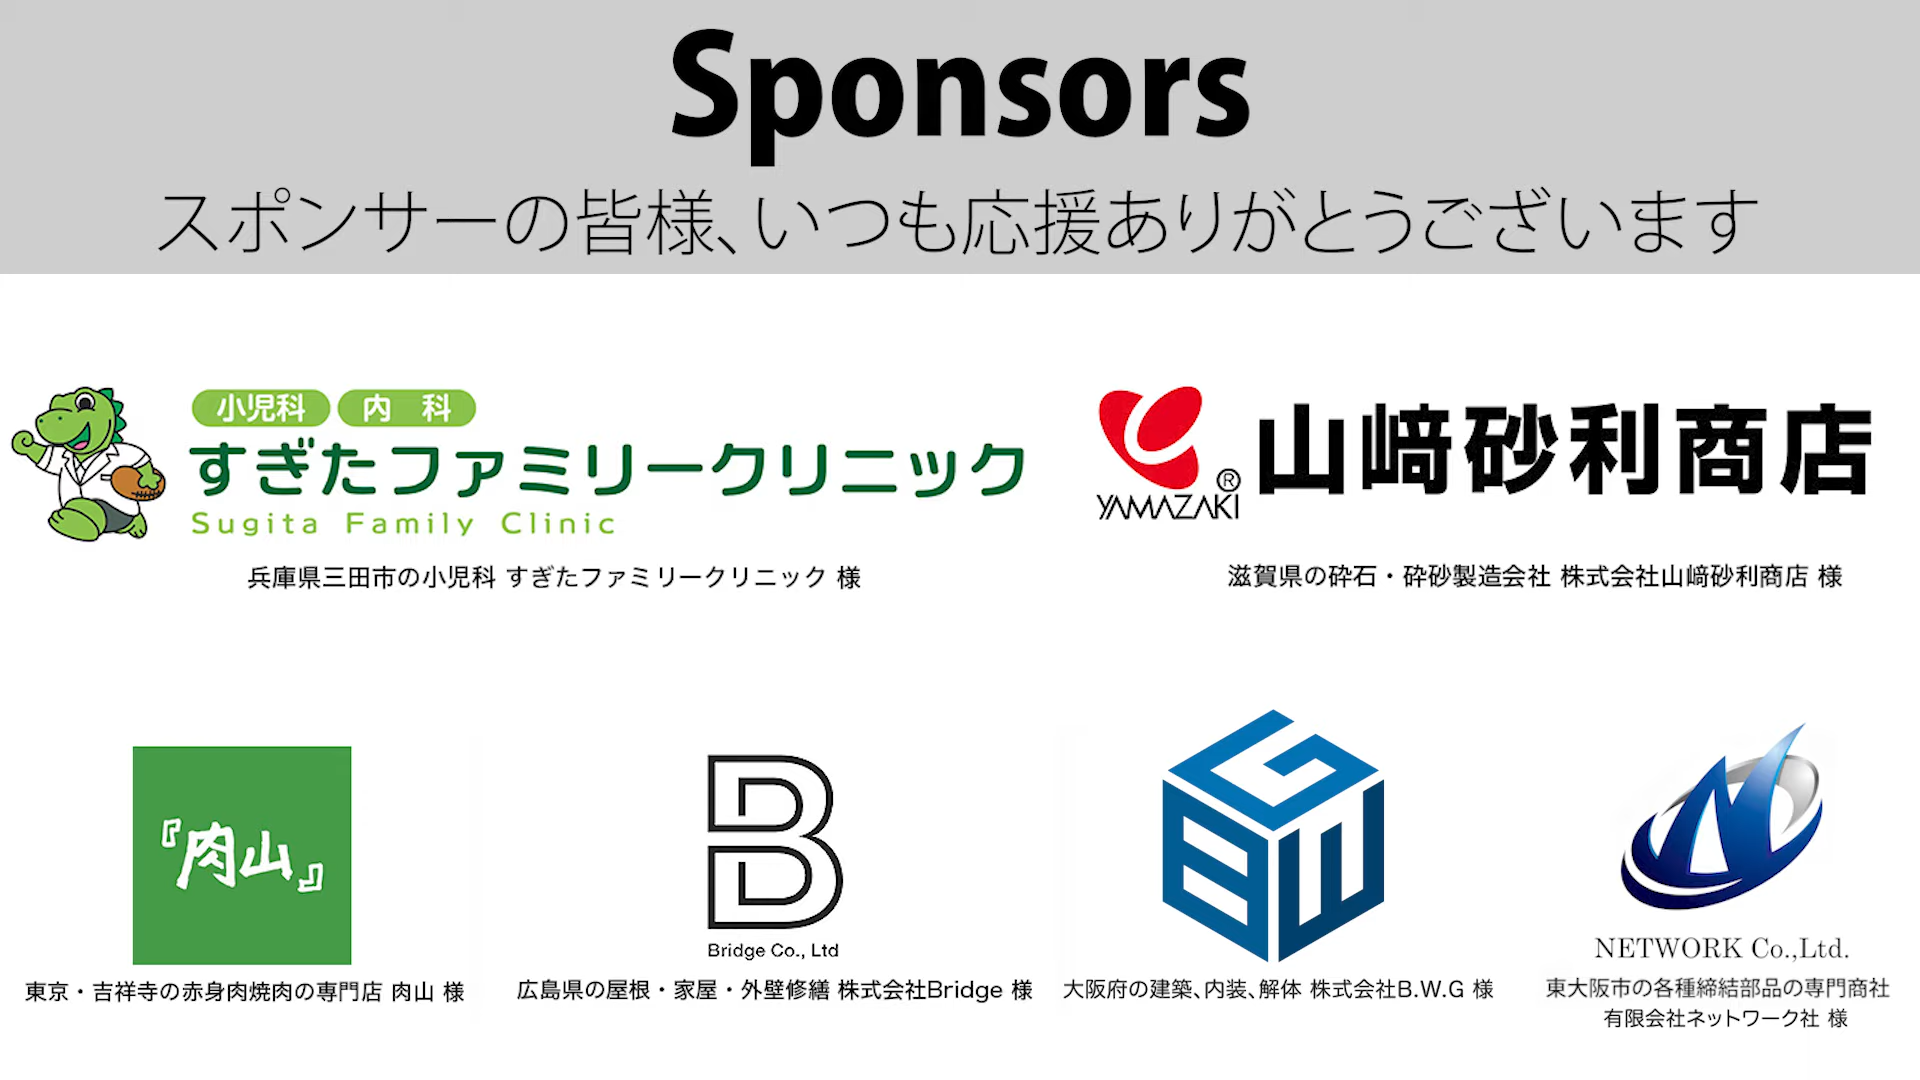 Sponsors
スポンサーの皆様、いつも応援ありがとうございます
小児科 内 科
すぎたファミリークリニック
Sugita Family Clinic
兵庫県三田市の小児科 すぎたファミリークリニック 様
YAMAZAKI ®
山﨑砂利商店
滋賀県の砕石・砕砂製造会社 株式会社山﨑砂利商店 様
『肉山』
東京・吉祥寺の赤身肉焼肉の専門店 肉山 様
B
Bridge Co., Ltd
広島県の屋根・家屋・外壁修繕 株式会社Bridge 様
BWG
大阪府の建築、内装、解体 株式会社B.W.G 様
N
NETWORK Co.,Ltd.
東大阪市の各種締結部品の専門商社
有限会社ネットワーク社 様